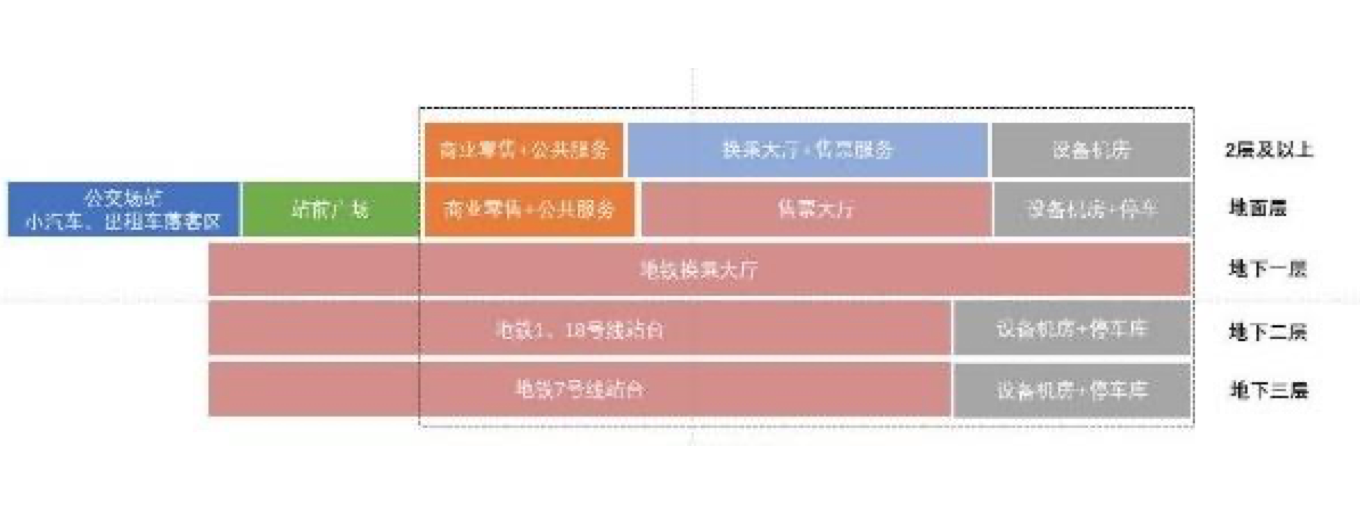 商业零售+公共服务 换乘大厅+售票服务 设备机房 2层及以上
公交场站
小汽车、出租车落客区 站前广场 商业零售+公共服务 售票大厅 设备机房+停车 地面层
地铁换乘大厅 地下一层
地铁1、18号线站台 设备机房+停车库 地下二层
地铁7号线站台 设备机房+停车库 地下三层